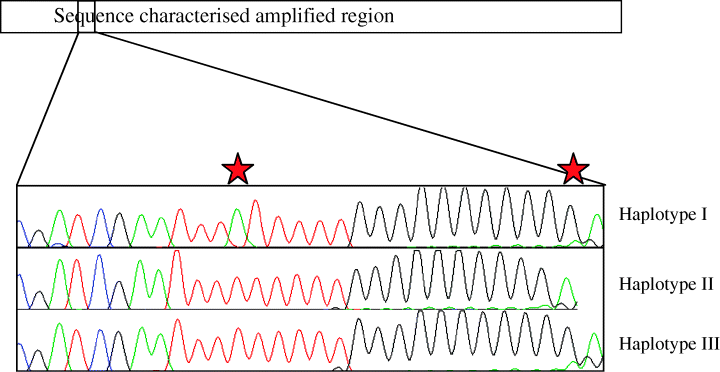 Sequence characterised amplified region
Haplotype I
Haplotype II
Haplotype III